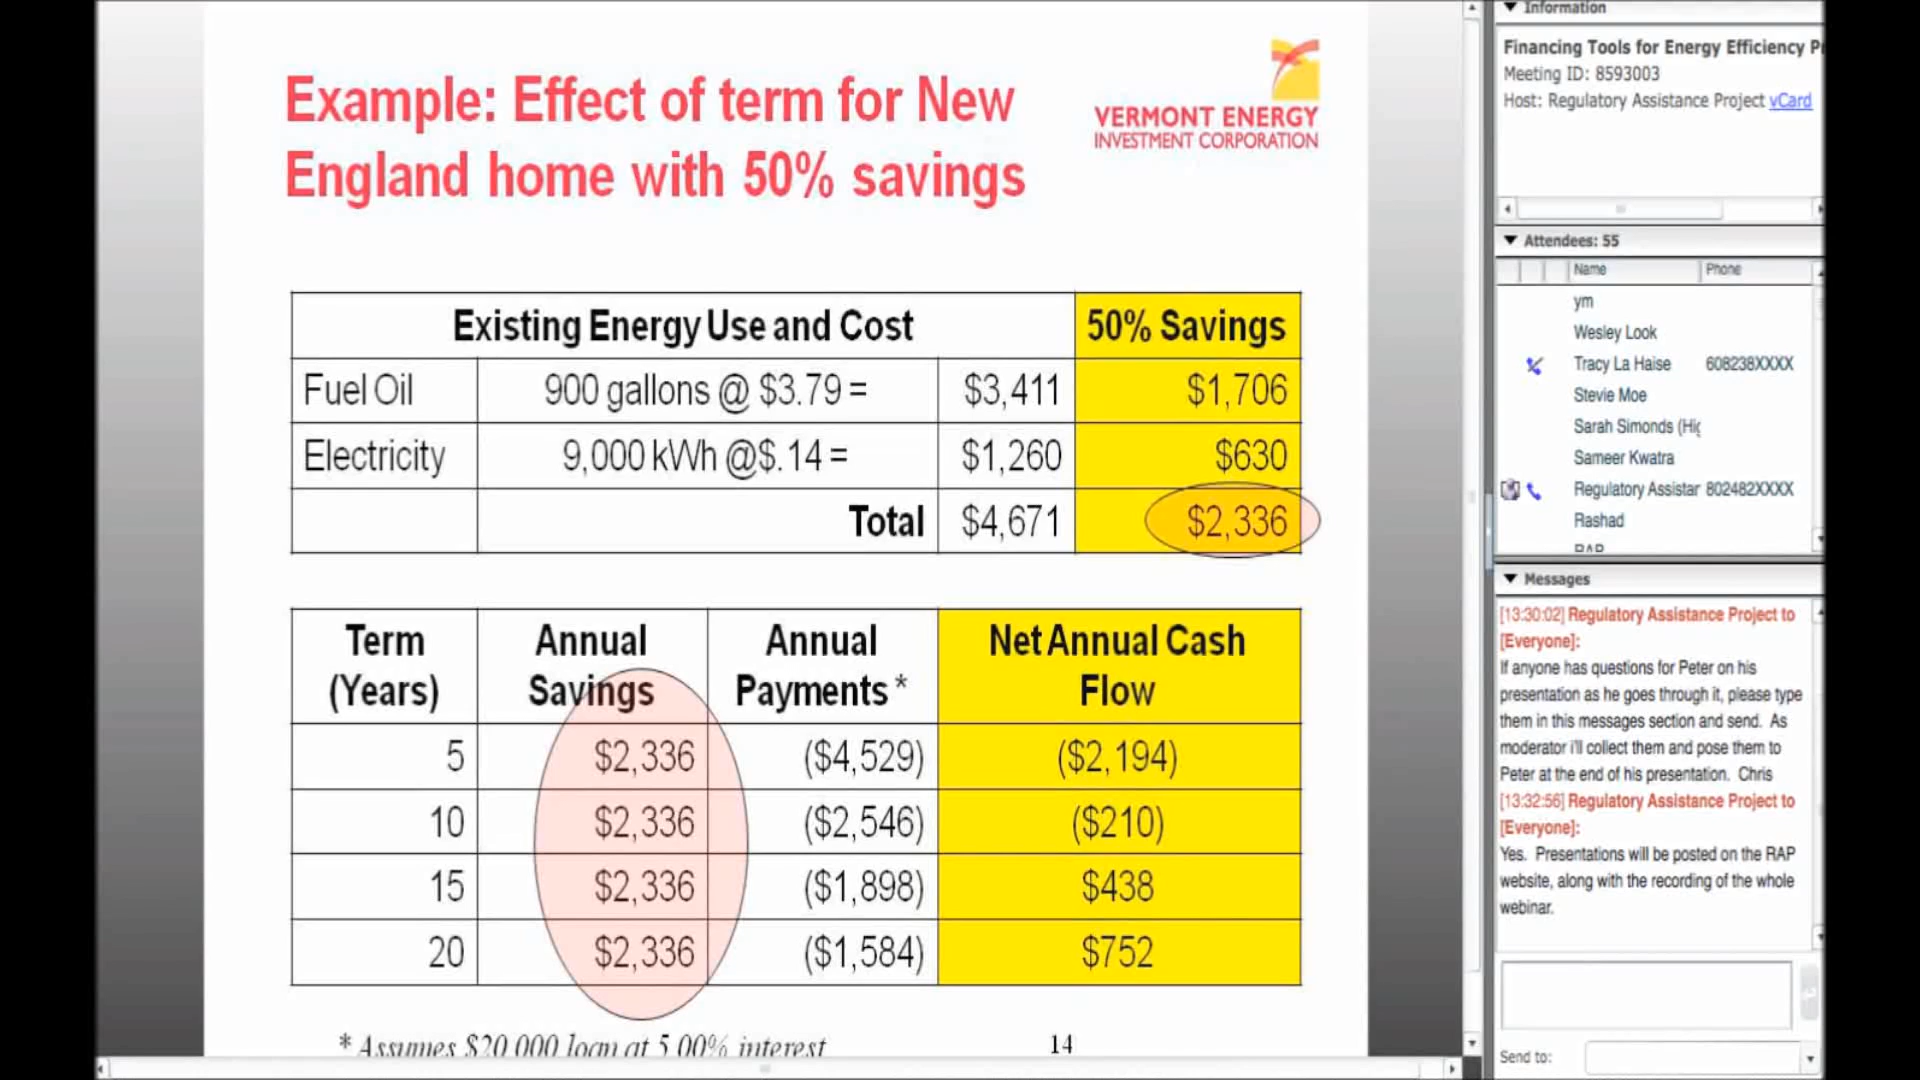 Example: Effect of term for New
England home with 50% savings
VERMONT ENERGY
INVESTMENT CORPORATION
Existing Energy Use and Cost 50% Savings
Fuel Oil 900 gallons @ $3.79 = $3,411 $1,706
Electricity 9,000 kWh @$.14 = $1,260 $630
Total $4,671 $2,336
Term (Years) Annual Savings Annual Payments * Net Annual Cash Flow
5 $2,336 ($4,529) ($2,194)
10 $2,336 ($2,546) ($210)
15 $2,336 ($1,898) $438
20 $2,336 ($1,584) $752
* Assumes $20,000 loan at 5.00% interest 14
Information
Financing Tools for Energy Efficiency Pr
Meeting ID: 8593003
Host: Regulatory Assistance Project vCard
Attendees: 55
Name Phone
ym
Wesley Look
Tracy La Haise 608238XXXX
Stevie Moe
Sarah Simonds (Hig
Sameer Kwatra
Regulatory Assistar 802482XXXX
Rashad
RAP
Messages
[13:30:02] Regulatory Assistance Project to
[Everyone]:
If anyone has questions for Peter on his
presentation as he goes through it, please type
them in this messages section and send. As
moderator i'll collect them and pose them to
Peter at the end of his presentation. Chris
[13:32:56] Regulatory Assistance Project to
[Everyone]:
Yes. Presentations will be posted on the RAP
website, along with the recording of the whole
webinar.
Send to: